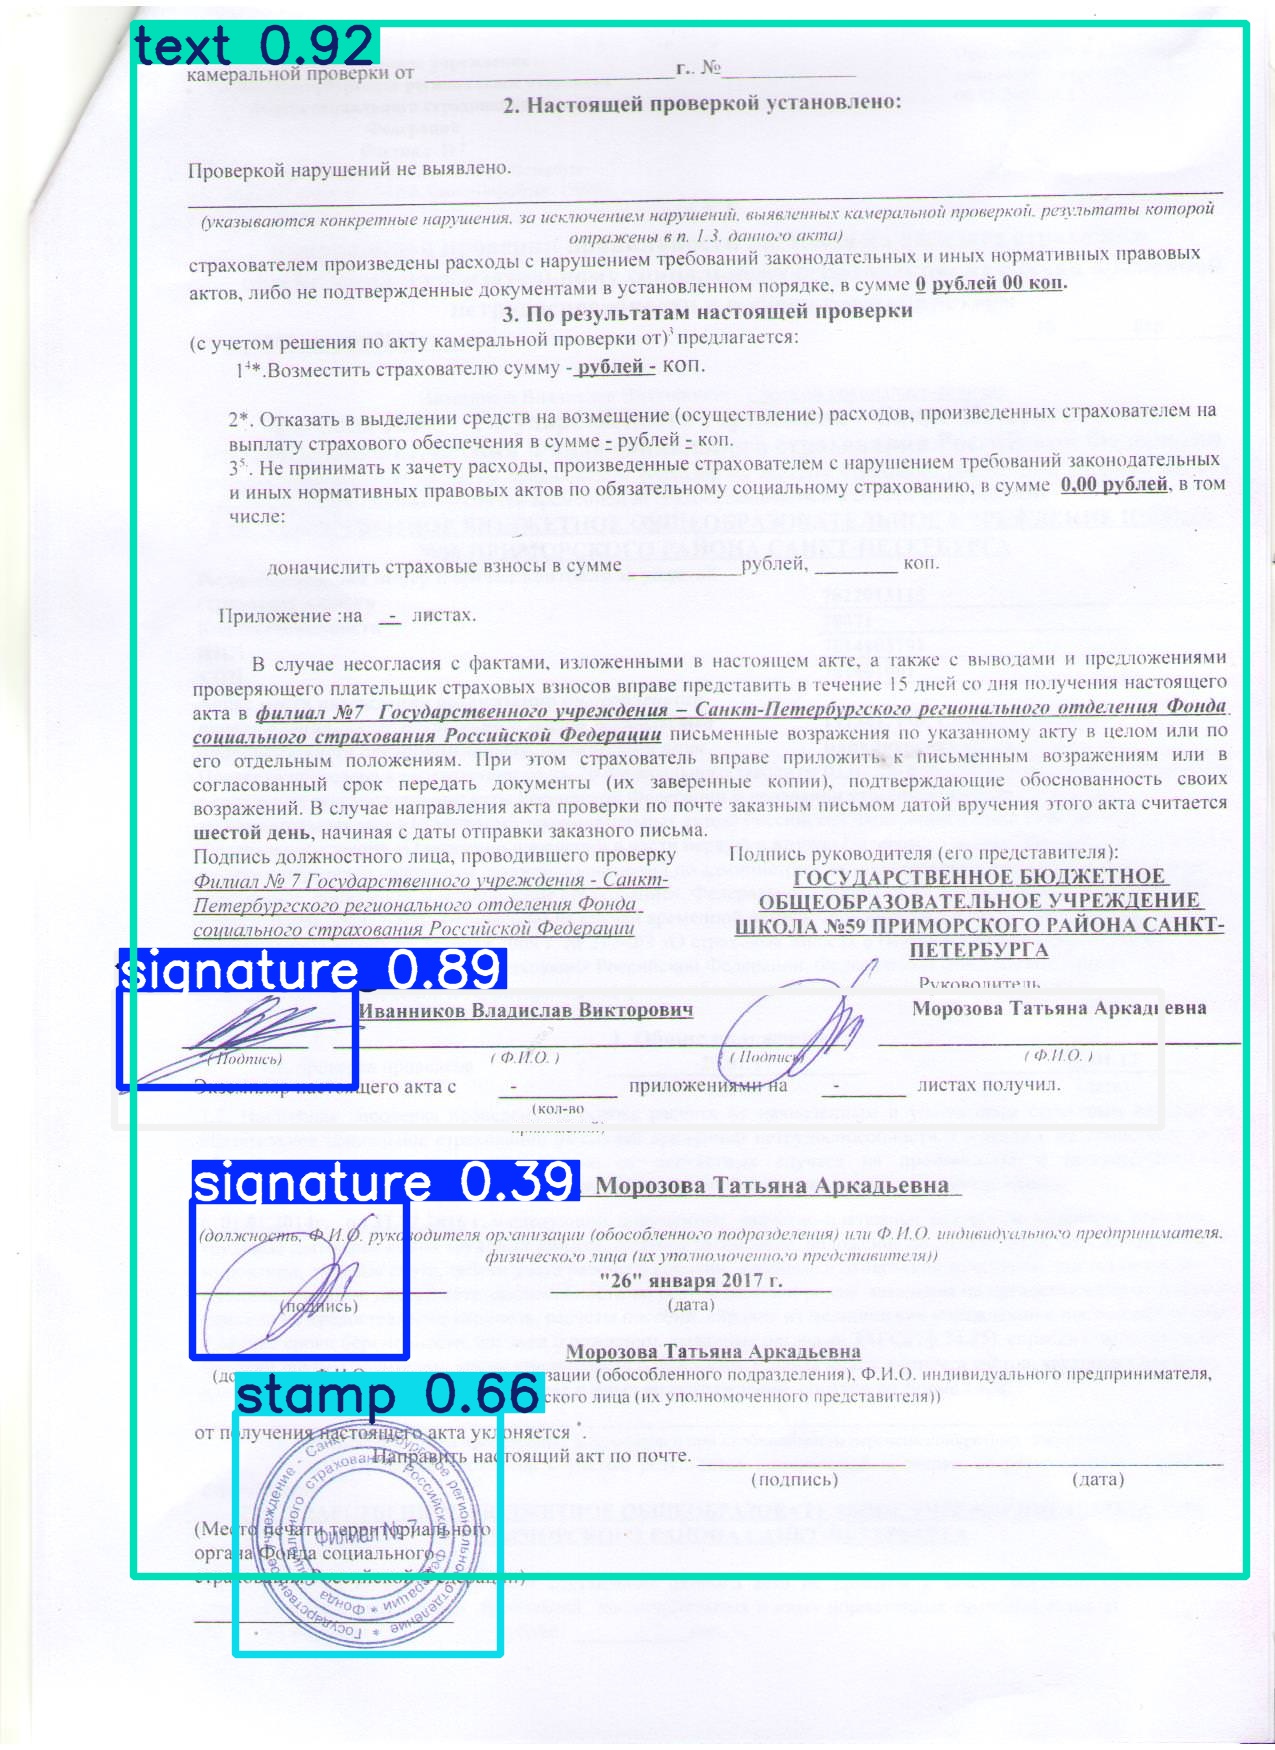 text 0.92
камеральной проверки от ____ г.. № ____
2. Настоящей проверкой установлено:
Проверкой нарушений не выявлено.
(указываются конкретные нарушения, за исключением нарушений, выявленных камеральной проверкой, результаты которой
отражены в п. 1.3. данного акта)
страхователем произведены расходы с нарушением требований законодательных и иных нормативных правовых
актов, либо не подтвержденные документами в установленном порядке, в сумме 0 рублей 00 коп.
3. По результатам настоящей проверки
(с учетом решения по акту камеральной проверки от)3 предлагается:
14*.Возместить страхователю сумму - рублей - коп.
2*. Отказать в выделении средств на возмещение (осуществление) расходов, произведенных страхователем на
выплату страхового обеспечения в сумме - рублей - коп.
35. Не принимать к зачету расходы, произведенные страхователем с нарушением требований законодательных
и иных нормативных правовых актов по обязательному социальному страхованию, в сумме 0,00 рублей, в том
числе:
доначислить страховые взносы в сумме ____ рублей, ____ коп.
Приложение :на - листах.
В случае несогласия с фактами, изложенными в настоящем акте, а также с выводами и предложениями
проверяющего плательщик страховых взносов вправе представить в течение 15 дней со дня получения настоящего
акта в филиал №7 Государственного учреждения – Санкт-Петербургского регионального отделения Фонда
социального страхования Российской Федерации письменные возражения по указанному акту в целом или по
его отдельным положениям. При этом страхователь вправе приложить к письменным возражениям или в
согласованный срок передать документы (их заверенные копии), подтверждающие обоснованность своих
возражений. В случае направления акта проверки по почте заказным письмом датой вручения этого акта считается
шестой день, начиная с даты отправки заказного письма.
Подпись должностного лица, проводившего проверку
Филиал № 7 Государственного учреждения - Санкт-
Петербургского регионального отделения Фонда
социального страхования Российской Федерации
Подпись руководителя (его представителя):
ГОСУДАРСТВЕННОЕ БЮДЖЕТНОЕ
ОБЩЕОБРАЗОВАТЕЛЬНОЕ УЧРЕЖДЕНИЕ
ШКОЛА №59 ПРИМОРСКОГО РАЙОНА САНКТ-
ПЕТЕРБУРГА
signature 0.89
Руководитель
Иванников Владислав Викторович Морозова Татьяна Аркадьевна
( Подпись) ( Ф.И.О. ) ( Подпись) ( Ф.И.О. )
Экземпляр настоящего акта с - приложениями на - листах получил.
(кол-во
приложений)
signature 0.39 Морозова Татьяна Аркадьевна
(должность, Ф.И.О. руководителя организации (обособленного подразделения) или Ф.И.О. индивидуального предпринимателя,
физического лица (их уполномоченного представителя))
"26" января 2017 г.
(подпись) (дата)
Морозова Татьяна Аркадьевна
(до зации (обособленного подразделения), Ф.И.О. индивидуального предпринимателя,
stamp 0.66 ского лица (их уполномоченного представителя))
от получения настоящего акта уклоняется *.
Направить настоящий акт по почте.
(подпись) (дата)
(Место печати территориального
органа Фонда социального
страхования Российской Федерации)
Государственное учреждение - Санкт-Петербургское региональное отделение *
Фонда социального страхования Российской Федерации *
ФИЛИАЛ № 7